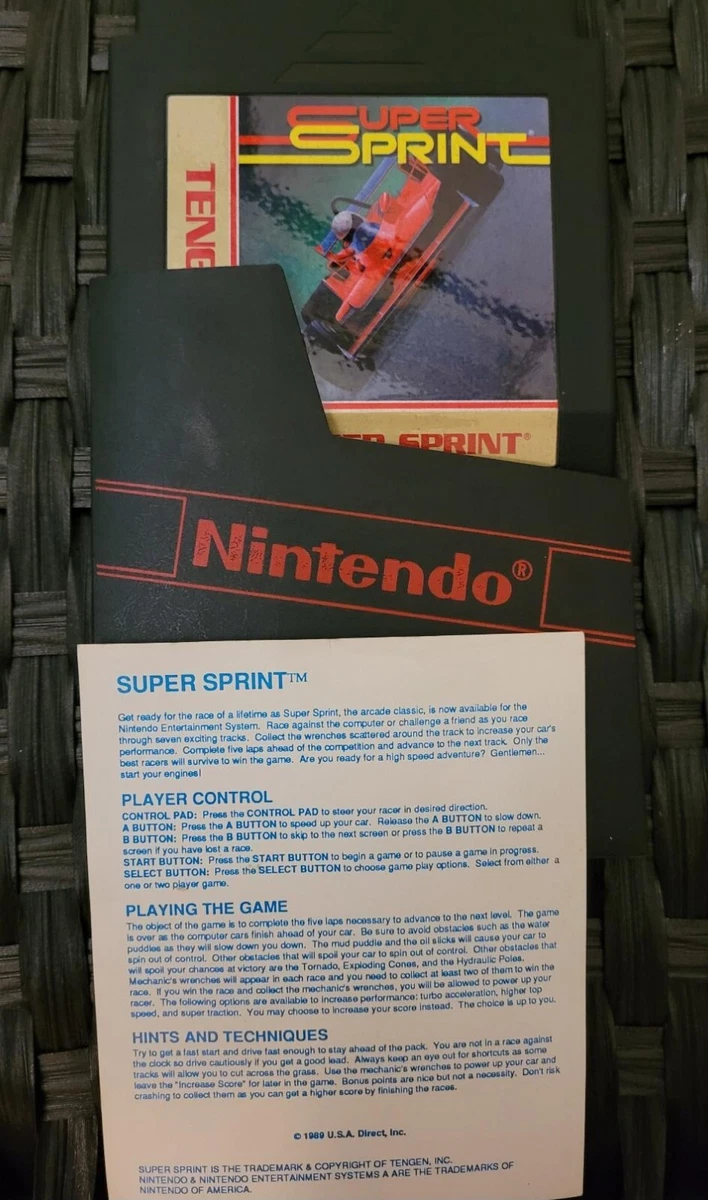 SUPER
SPRINT®
TENG
ER SPRINT®
Nintendo®
SUPER SPRINT™
Get ready for the race of a lifetime as Super Sprint, the arcade classic, is now available for the
Nintendo Entertainment System. Race against the computer or challenge a friend as you race
through seven exciting tracks. Collect the wrenches scattered around the track to increase your car's
performance. Complete five laps ahead of the competition and advance to the next track. Only the
best racers will survive to win the game. Are you ready for a high speed adventure? Gentlemen...
start your engines!
PLAYER CONTROL
CONTROL PAD: Press the CONTROL PAD to steer your racer in desired direction.
A BUTTON: Press the A BUTTON to speed up your car. Release the A BUTTON to slow down.
B BUTTON: Press the B BUTTON to skip to the next screen or press the B BUTTON to repeat a
screen if you have lost a race.
START BUTTON: Press the START BUTTON to begin a game or to pause a game in progress.
SELECT BUTTON: Press the SELECT BUTTON to choose game play options. Select from either a
one or two player game.
PLAYING THE GAME
The object of the game is to complete the five laps necessary to advance to the next level. The game
is over as the computer cars finish ahead of your car. Be sure to avoid obstacles such as the water
puddles as they will slow down you down. The mud puddle and the oil slicks will cause your car to
spin out of control. Other obstacles that will spoil your car to spin out of control. Other obstacles that
will spoil your chances at victory are the Tornado, Exploding Cones, and the Hydraulic Poles.
Mechanic's wrenches will appear in each race and you need to collect at least two of them to win the
race. If you win the race and collect the mechanic's wrenches, you will be allowed to power up your
racer. The following options are available to increase performance: turbo acceleration, higher top
speed, and super traction. You may choose to increase your score instead. The choice is up to you.
HINTS AND TECHNIQUES
Try to get a fast start and drive fast enough to stay ahead of the pack. You are not in a race against
the clock so drive cautiously if you get a good lead. Always keep an eye out for shortcuts as some
tracks will allow you to cut across the grass. Use the mechanic's wrenches to power up your car and
leave the "Increase Score" for later in the game. Bonus points are nice but not a necessity. Don't risk
crashing to collect them as you can get a higher score by finishing the races.
© 1989 U.S.A. Direct, Inc.
SUPER SPRINT IS THE TRADEMARK & COPYRIGHT OF TENGEN, INC.
NINTENDO & NINTENDO ENTERTAINMENT SYSTEMS A ARE THE TRADEMARKS OF
NINTENDO OF AMERICA.